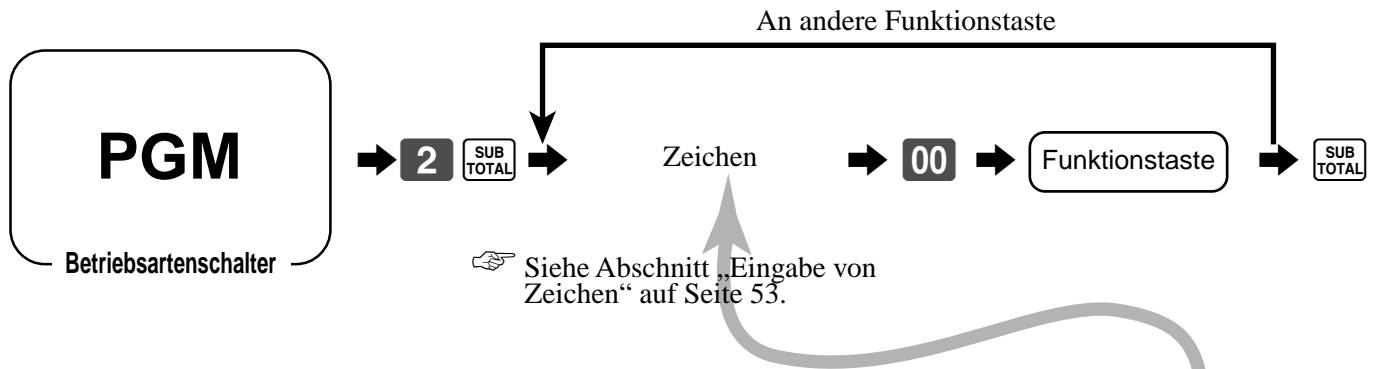 An andere Funktionstaste
PGM
Betriebsartenschalter
2 SUB TOTAL Zeichen 00 Funktionstaste SUB TOTAL
☞ Siehe Abschnitt „Eingabe von
Zeichen“ auf Seite 53.